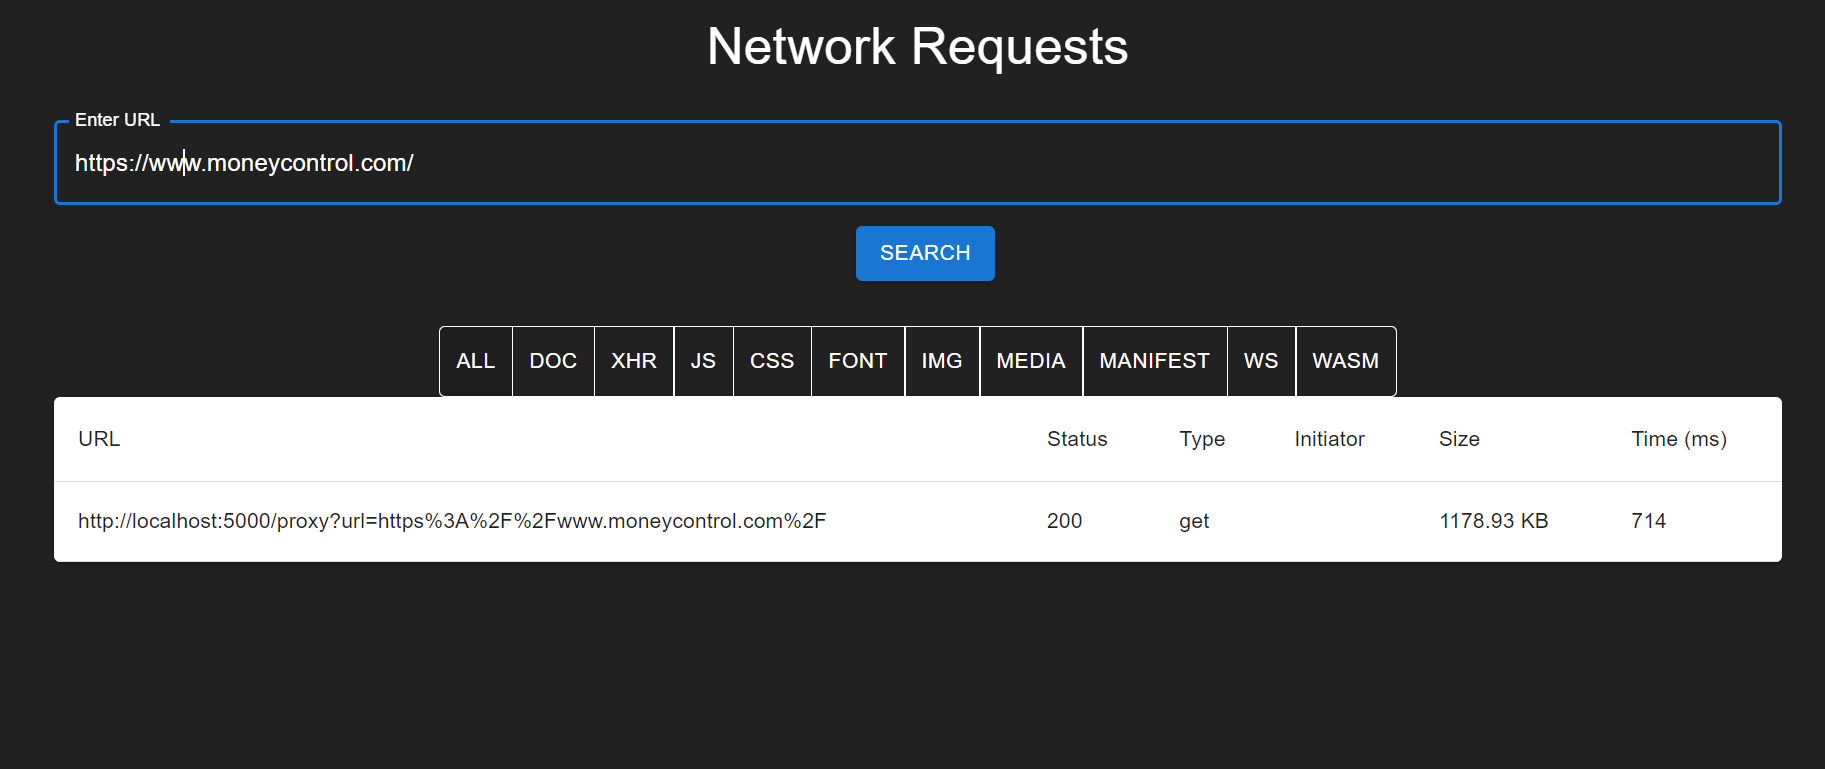 Network Requests
Enter URL
https://www.moneycontrol.com/
SEARCH
ALL DOC XHR JS CSS FONT IMG MEDIA MANIFEST WS WASM
URL Status Type Initiator Size Time (ms)
http://localhost:5000/proxy?url=https%3A%2F%2Fwww.moneycontrol.com%2F 200 get 1178.93 KB 714